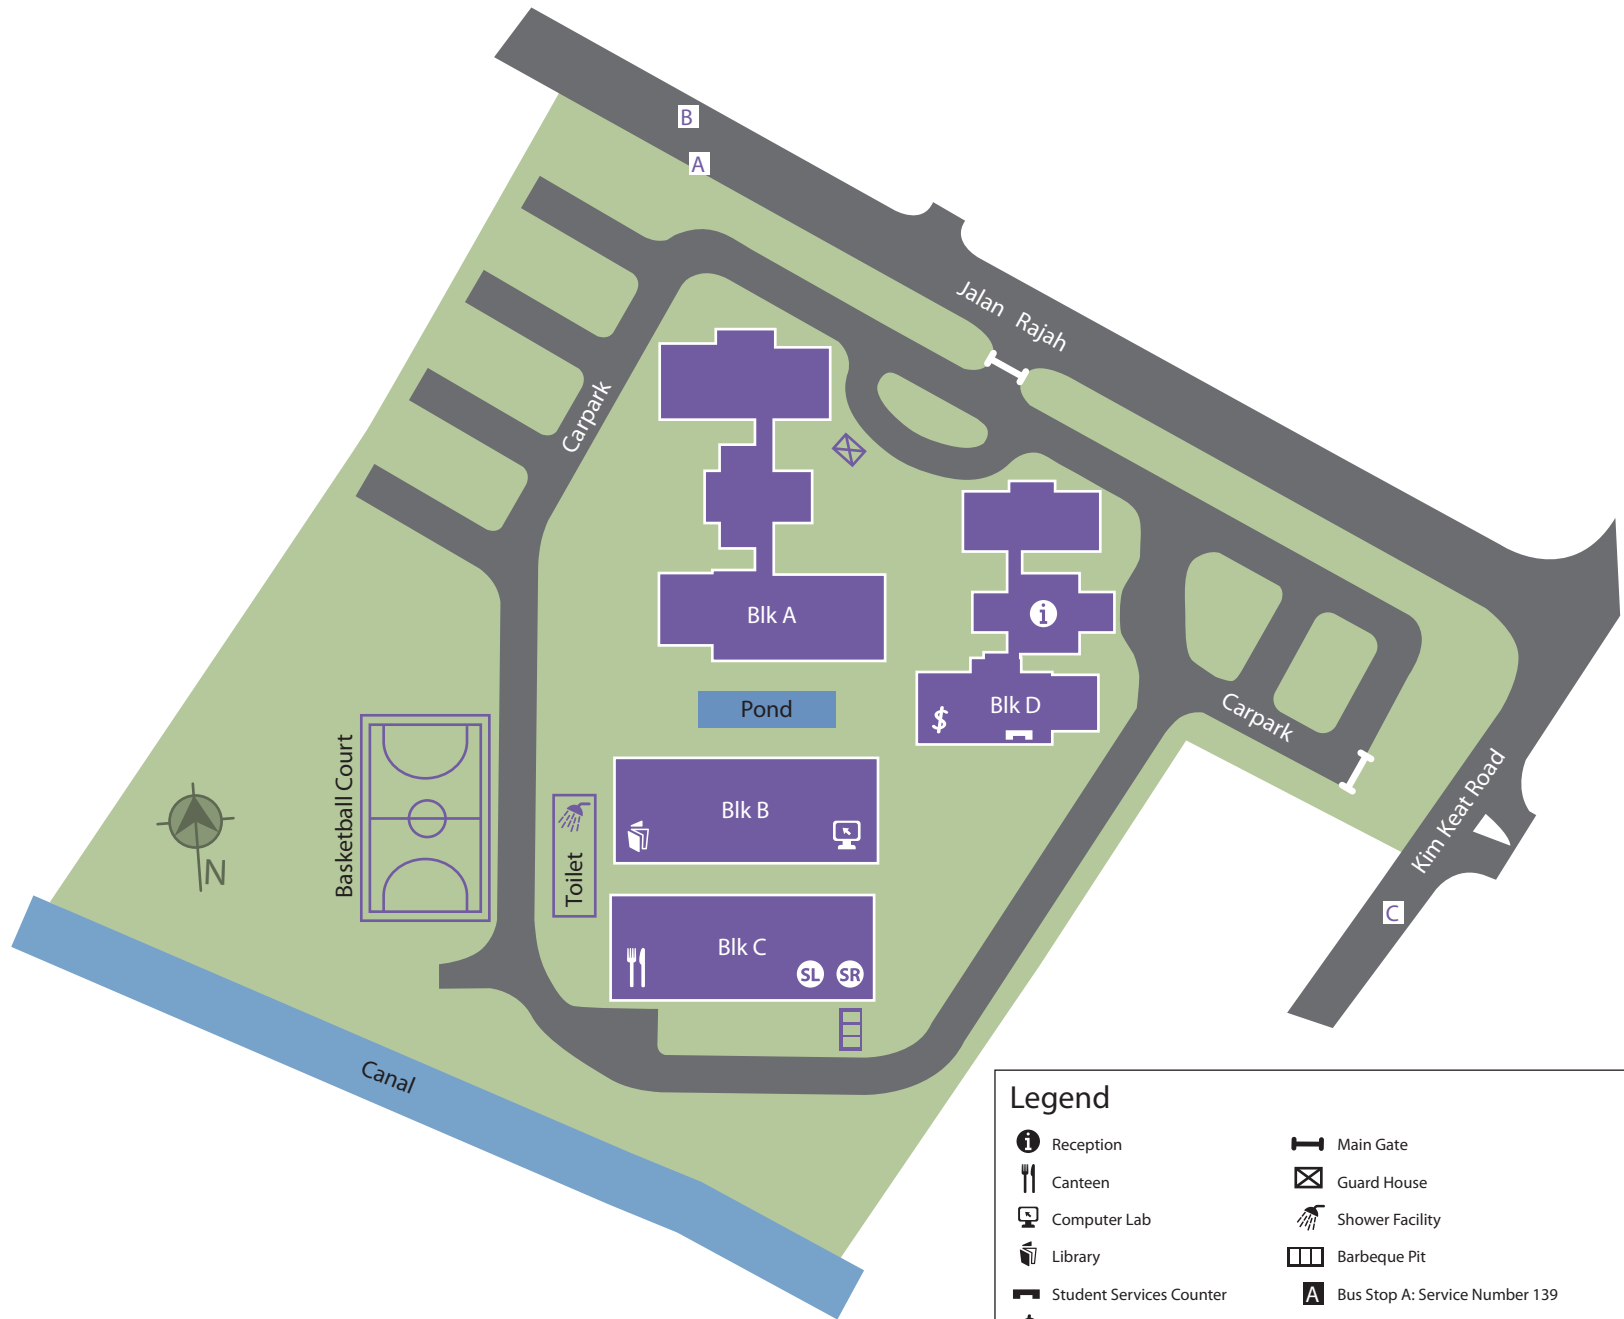 B
A
Jalan Rajah
Carpark
Blk A
i
Blk D
$
Pond
Carpark
Basketball Court
Toilet
Blk B
Kim Keat Road
N
Blk C
SL SR
C
Canal
Legend
i Reception
Main Gate
Canteen
Guard House
Computer Lab
Shower Facility
Library
Barbeque Pit
Student Services Counter
A Bus Stop A: Service Number 139